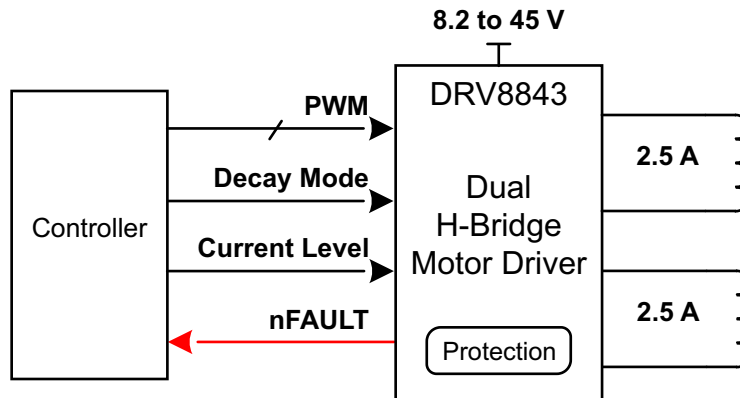 8.2 to 45 V
DRV8843
PWM
2.5 A
Decay Mode
Dual
H-Bridge
Motor Driver
Controller
Current Level
nFAULT
2.5 A
Protection